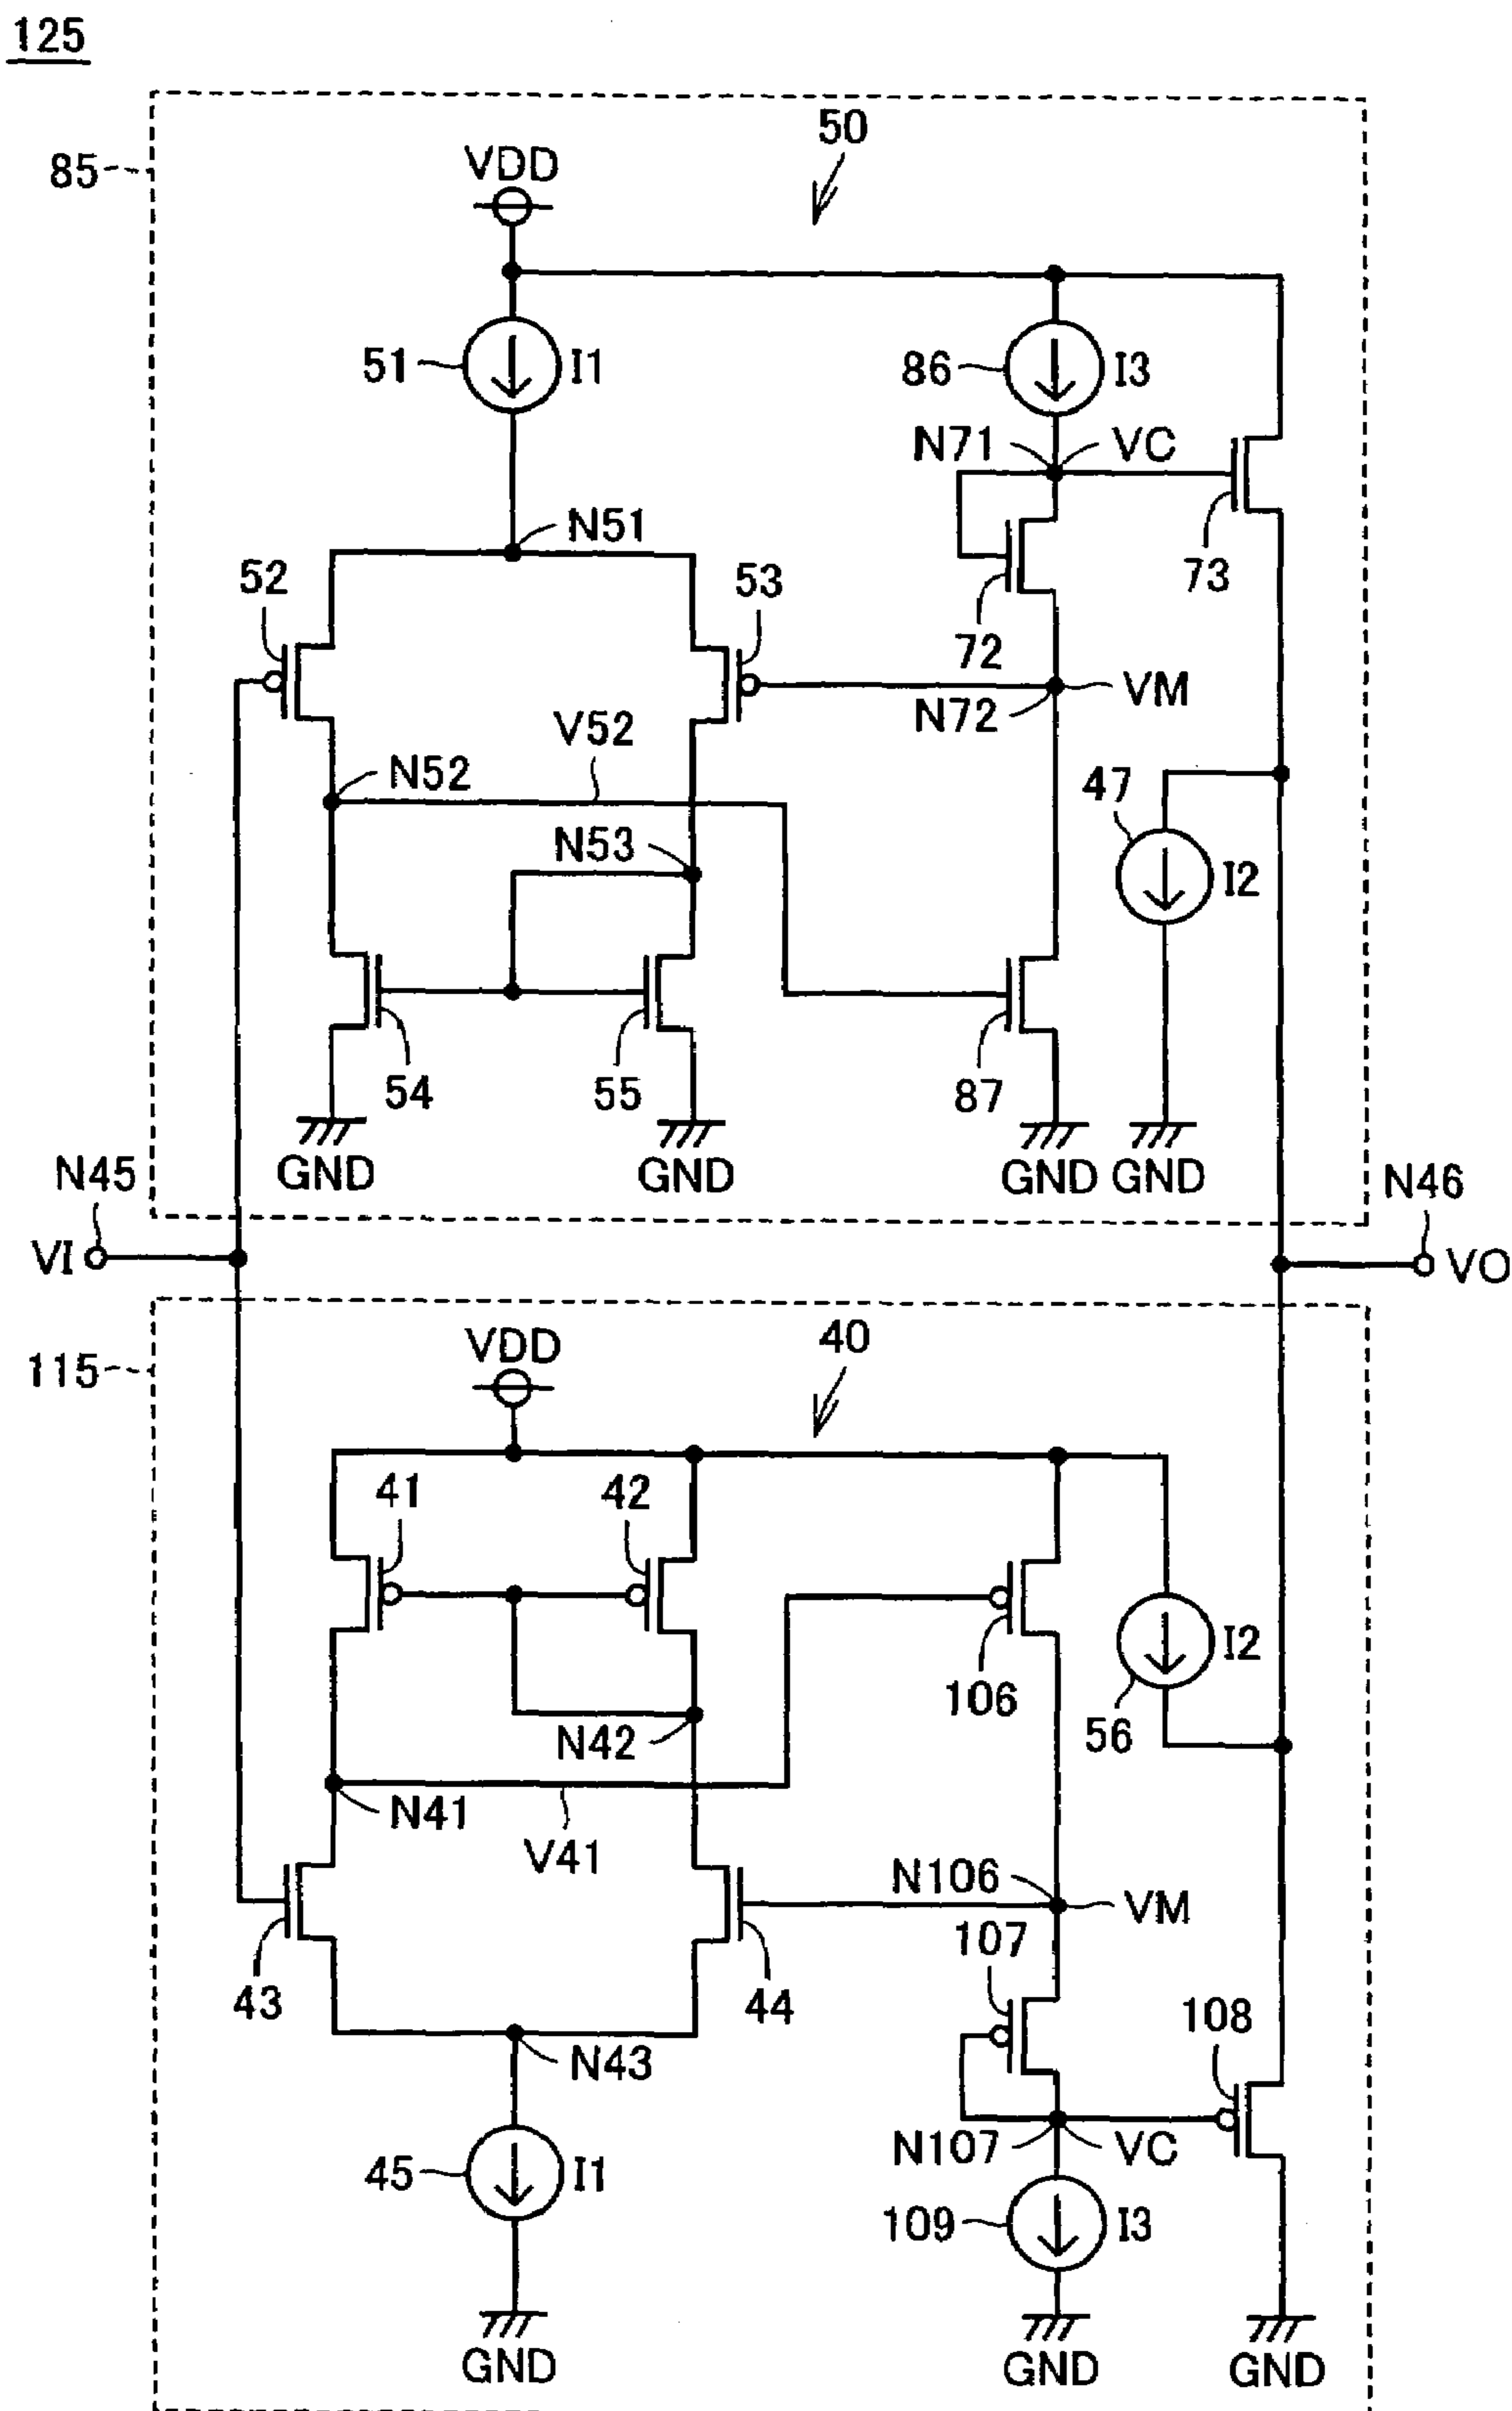 125
85
50
VDD
51
I1
86
I3
N71
VC
N51
52
53
73
72
VM
N72
V52
N52
47
N53
I2
54
55
87
GND
GND
GND
GND
N45
N46
VI
VO
115
VDD
40
41
42
I2
106
56
N42
N41
V41
N106
VM
107
43
44
108
N43
N107
VC
45
I1
109
I3
GND
GND
GND